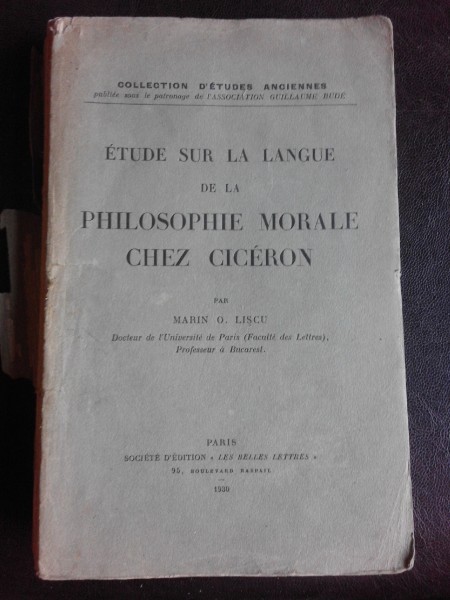 COLLECTION D'ÉTUDES ANCIENNES
publiée sous le patronage de l'ASSOCIATION GUILLAUME BUDÉ
ÉTUDE SUR LA LANGUE
DE LA
PHILOSOPHIE MORALE
CHEZ CICÉRON
PAR
MARIN O. LIȘCU
Docteur de l'Université de Paris (Faculté des Lettres),
Professeur à Bucarest.
PARIS
SOCIÉTÉ D'ÉDITION « LES BELLES LETTRES »
95, BOULEVARD RASPAIL
1930